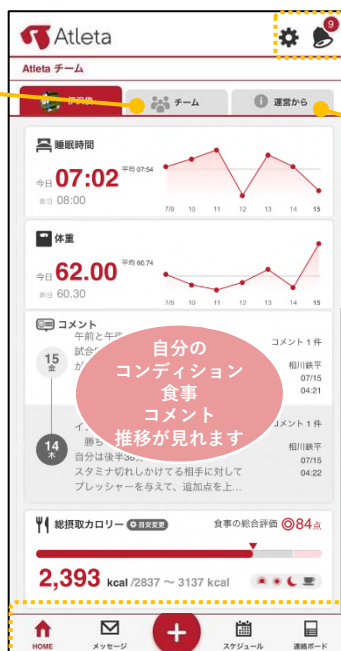 Atleta
9
Atleta チーム
チーム
運営から
睡眠時間
今日 07:02 平均 07:54
昨日 08:00
7/9 10 11 12 13 14 15
体重
今日 62.00 平均 60.74
昨日 60.30
7/9 10 11 12 13 14 15
コメント
午前と午後
コメント 1 件
15
金
試合
相川鉄平
07/15
04:21
自分の
コンディション
食事
コメント
推移が見れます
コメント 1 件
14
木
勝ち
自分は後半
相川鉄平
スタミナ切れしかけてる相手に対して
07/15
プレッシャーを与えて、追加点を上...
04:22
総摂取カロリー 目安変更 食事の総合評価 ◎84点
2,393 kcal /2837 〜 3137 kcal
HOME
メッセージ
スケジュール
連絡ボード